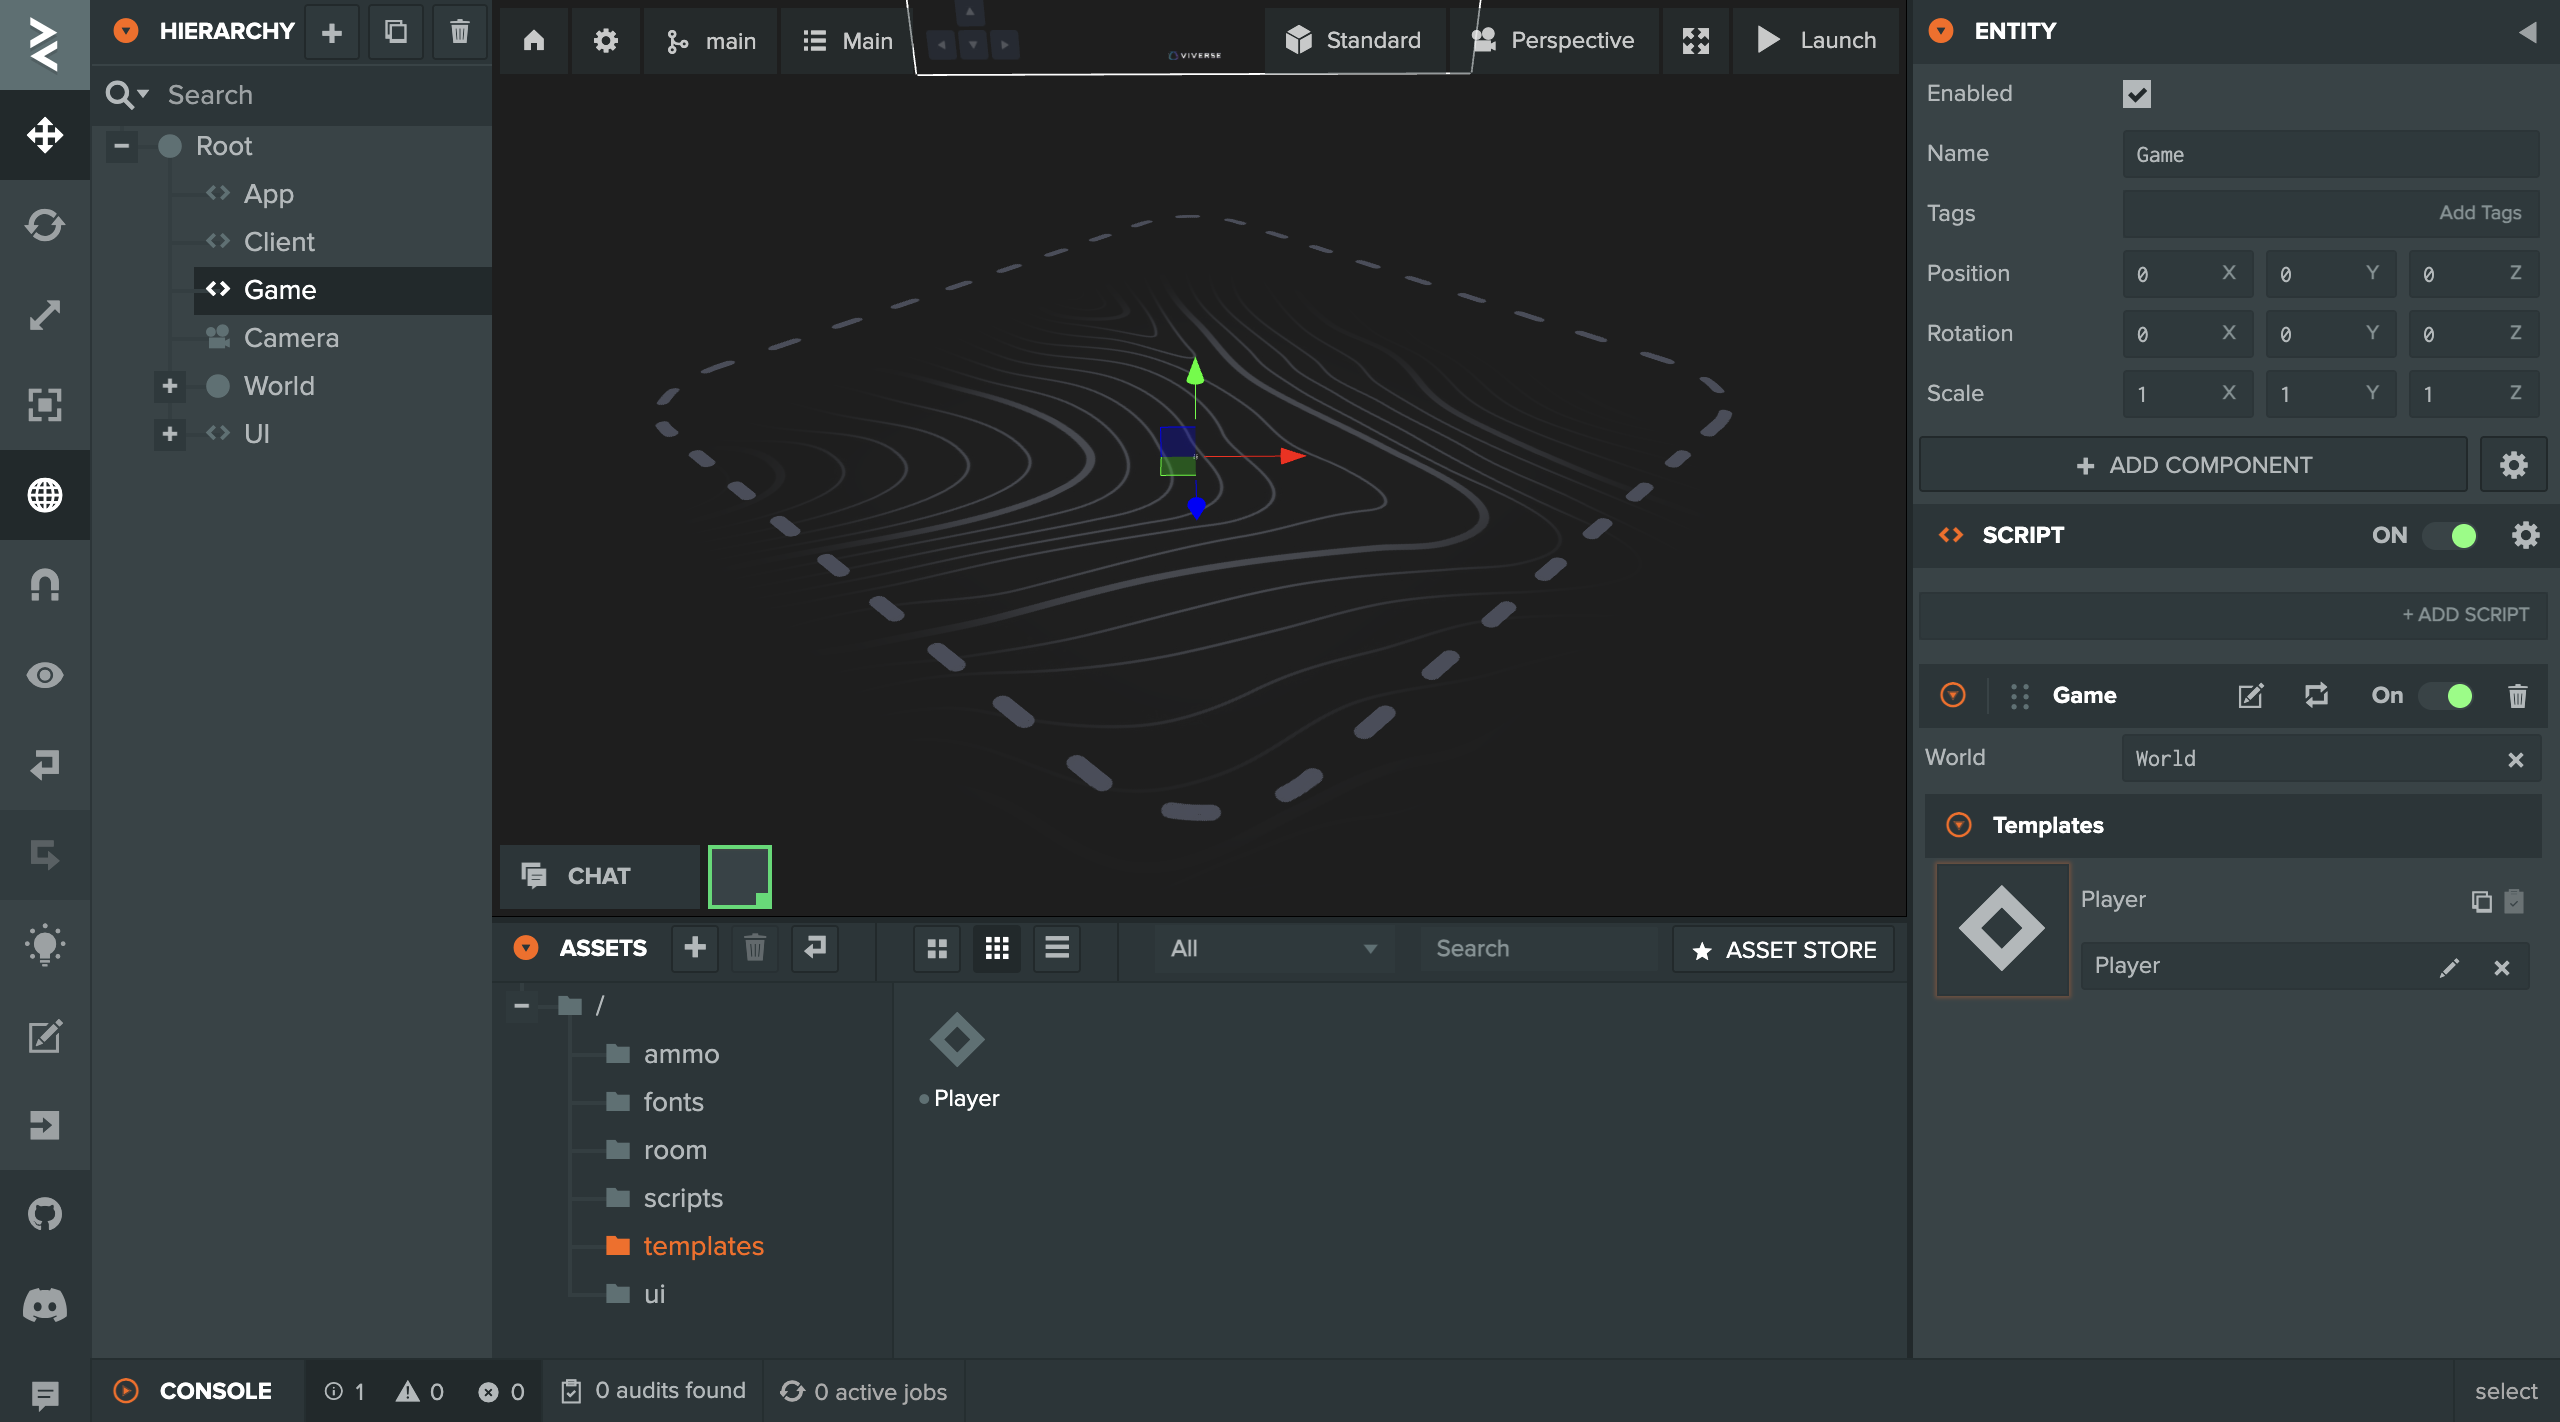 HIERARCHY
Search
Root
App
Client
Game
Camera
World
UI
main
Main
VIVERSE
Standard
Perspective
Launch
CHAT
ASSETS
All
Search
ASSET STORE
/
ammo
fonts
room
scripts
templates
ui
Player
ENTITY
Enabled
Name
Game
Tags
Add Tags
Position
0 X 0 Y 0 Z
Rotation
0 X 0 Y 0 Z
Scale
1 X 1 Y 1 Z
ADD COMPONENT
SCRIPT
ON
+ ADD SCRIPT
Game
On
World
World
Templates
Player
Player
CONSOLE
1
0
0
0 audits found
0 active jobs
select